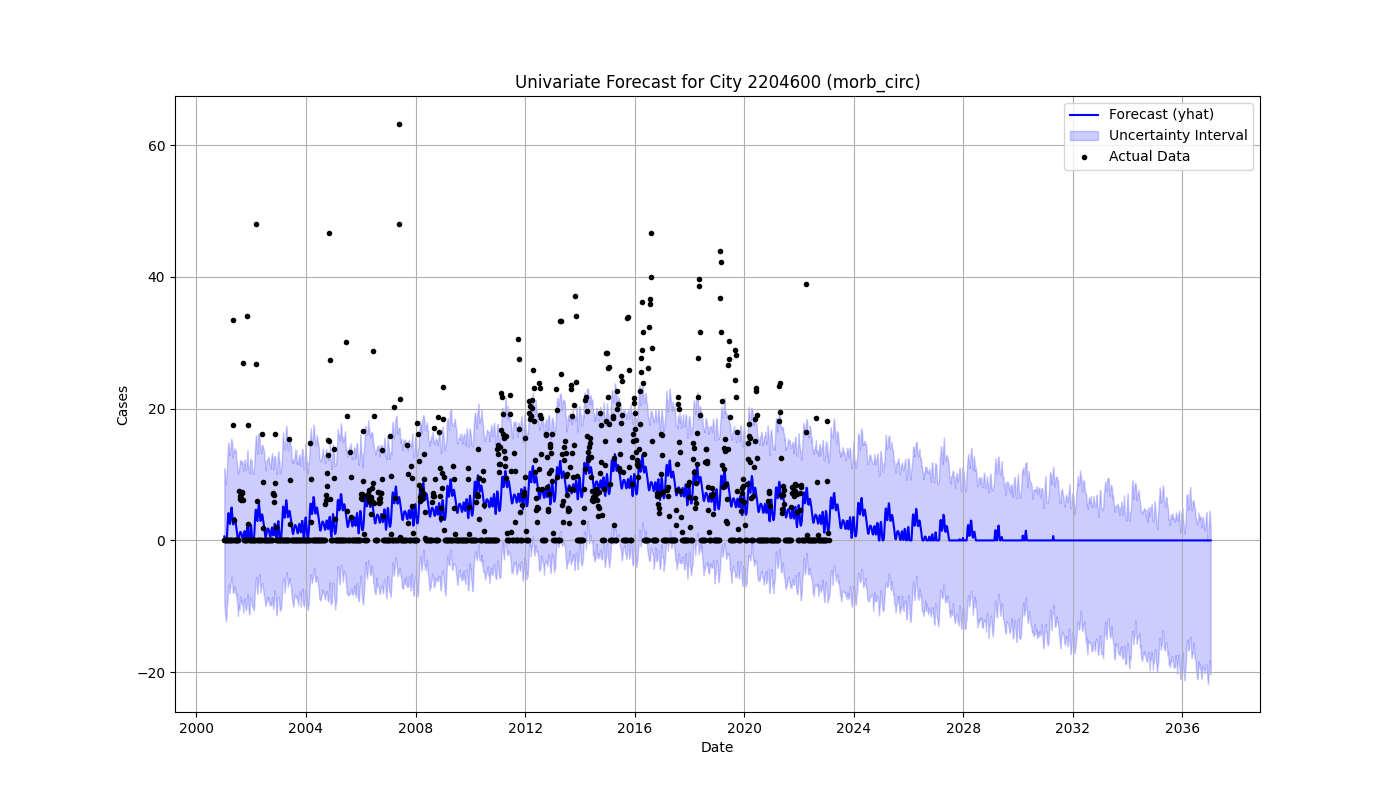 Univariate Forecast for City 2204600 (morb_circ)
Forecast (yhat)
Uncertainty Interval
Actual Data
60
40
20
0
−20
Cases
2000 2004 2008 2012 2016 2020 2024 2028 2032 2036
Date